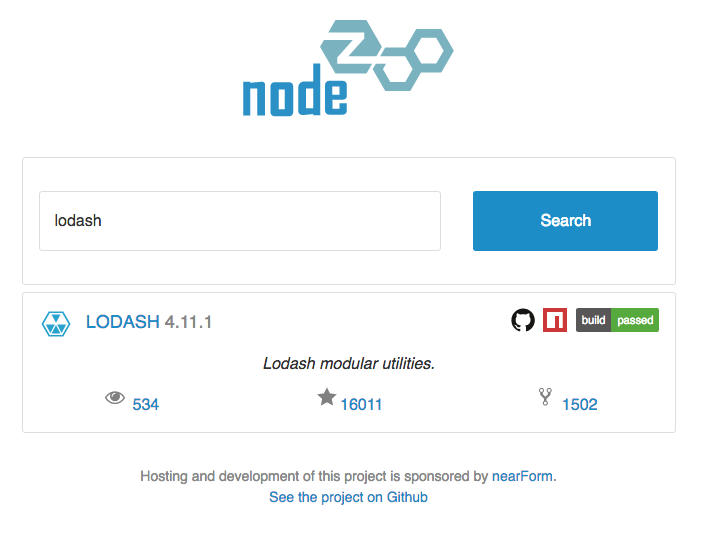 node zoo
lodash
Search
LODASH 4.11.1
build passed
Lodash modular utilities.
534
16011
1502
Hosting and development of this project is sponsored by nearForm.
See the project on Github